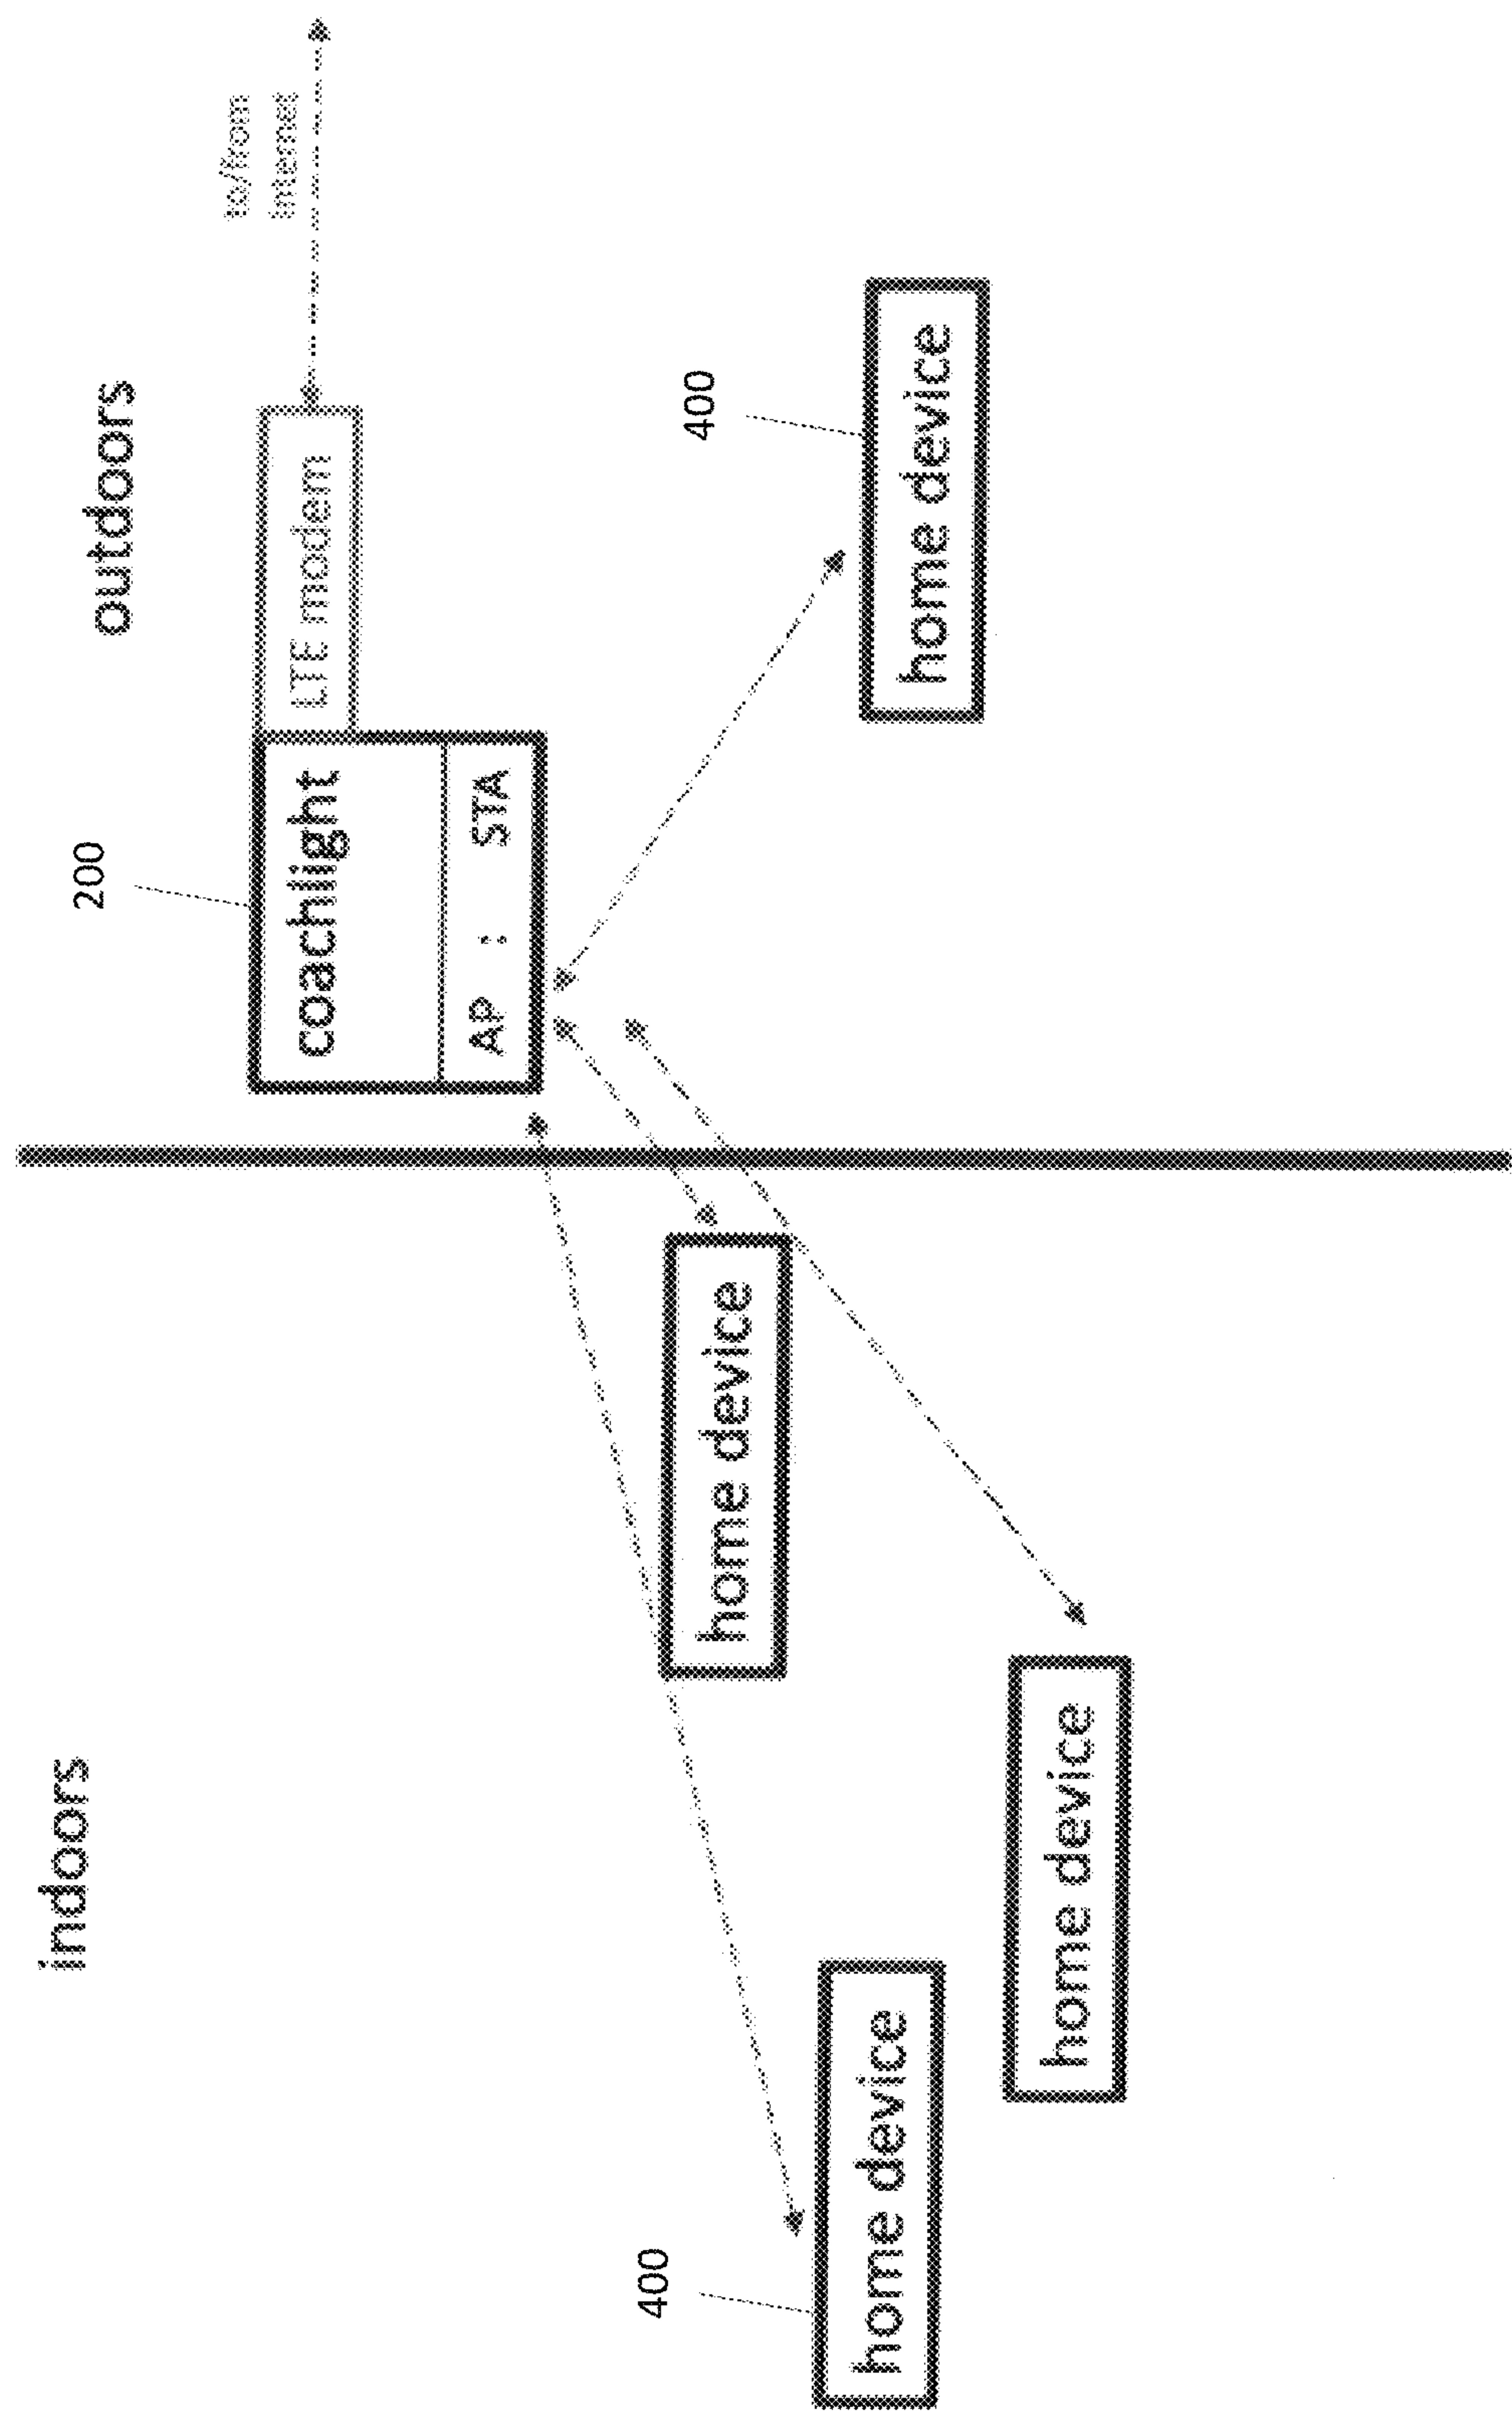 indoors
outdoors
200
coachlight
LTE modem
to/from
Internet
AP : STA
400
home device
home device
400
home device
home device